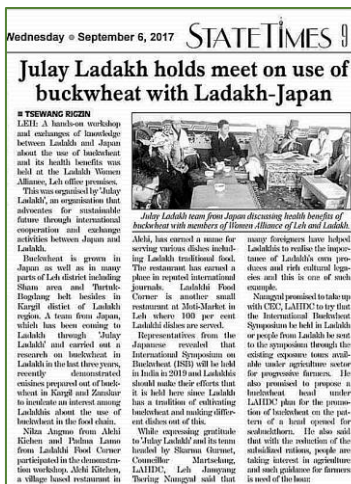 Wednesday • September 6, 2017 STATE TIMES 9
Julay Ladakh holds meet on use of
buckwheat with Ladakh-Japan
■ TSEWANG RIGZIN
LEH: A hands-on workshop
and exchanges of knowledge
between Ladakh and Japan
about the use of buckwheat
and its health benefits was
held at the Ladakh Women
Alliance, Leh office premises.
This was organised by 'Julay
Ladakh', an organisation that
advocates for sustainable
future through international
cooperation and exchange
activities between Japan and
Ladakh.
Buckwheat is grown in
Japan as well as in many
parts of Leh district including
Sham area and Turtuk-
Bogdang belt besides in
Kargil district of Ladakh
region. A team from Japan,
which has been coming to
Ladakh through 'Julay
Ladakh' and carried out a
research on buckwheat in
Ladakh in the last three years,
recently demonstrated
cuisines prepared out of buck-
wheat in Kargil and Zanskar
to inculcate an interest among
Ladakhis about the use of
buckwheat in the food chain.
Nilza Angmo from Alchi
Kichen and Padma Lamo
from Ladakhi Food Corner
participated in the demonstra-
tion workshop. Alchi Kitchen,
a village based restaurant in
Julay Ladakh team from Japan discussing health benefits of
buckwheat with members of Women Alliance of Leh and Ladakh.
Alchi, has earned a name for
serving various dishes includ-
ing Ladakh traditional food.
The restaurant has earned a
place in reputed international
journals. Ladakhi Food
Corner is another small
restaurant at Moti-Market in
Leh where 100 per cent
Ladakhi dishes are served.
Representatives from the
Japanese revealed that
International Symposium on
Buckwheat (ISB) will be held
in India in 2019 and Ladakhis
should make their efforts that
it is held here since Ladakh
has a tradition of cultivating
buckwheat and making differ-
ent dishes out of this.
While expressing gratitude
to 'Julay Ladakh' and its team
headed by Skarma Gurmet,
Councillor Martselang,
LAHDC, Leh Jamyang
Tsering Namgyal said that
many foreigners have helped
Ladakhis to realise the impor-
tance of Ladakh's own pro-
duces and rich cultural lega-
cies and this is one of such
example.
Namgyal promised to take up
with CEC, LAHDC to try that
the International Buckwheat
Symposium be held in Ladakh
or people from Ladakh be sent
to the symposium through the
existing exposure tours avail-
able under agriculture sector
for progressive farmers. He
also promised to propose a
buckwheat head under
LAHDC plan for the promo-
tion of buckwheat on the pat-
tern of a head opened for
seabuckthorn. He also said
that with the reduction of the
subsidized rations, people are
taking interest in agriculture
and such guidance for farmers
is need of the hour.